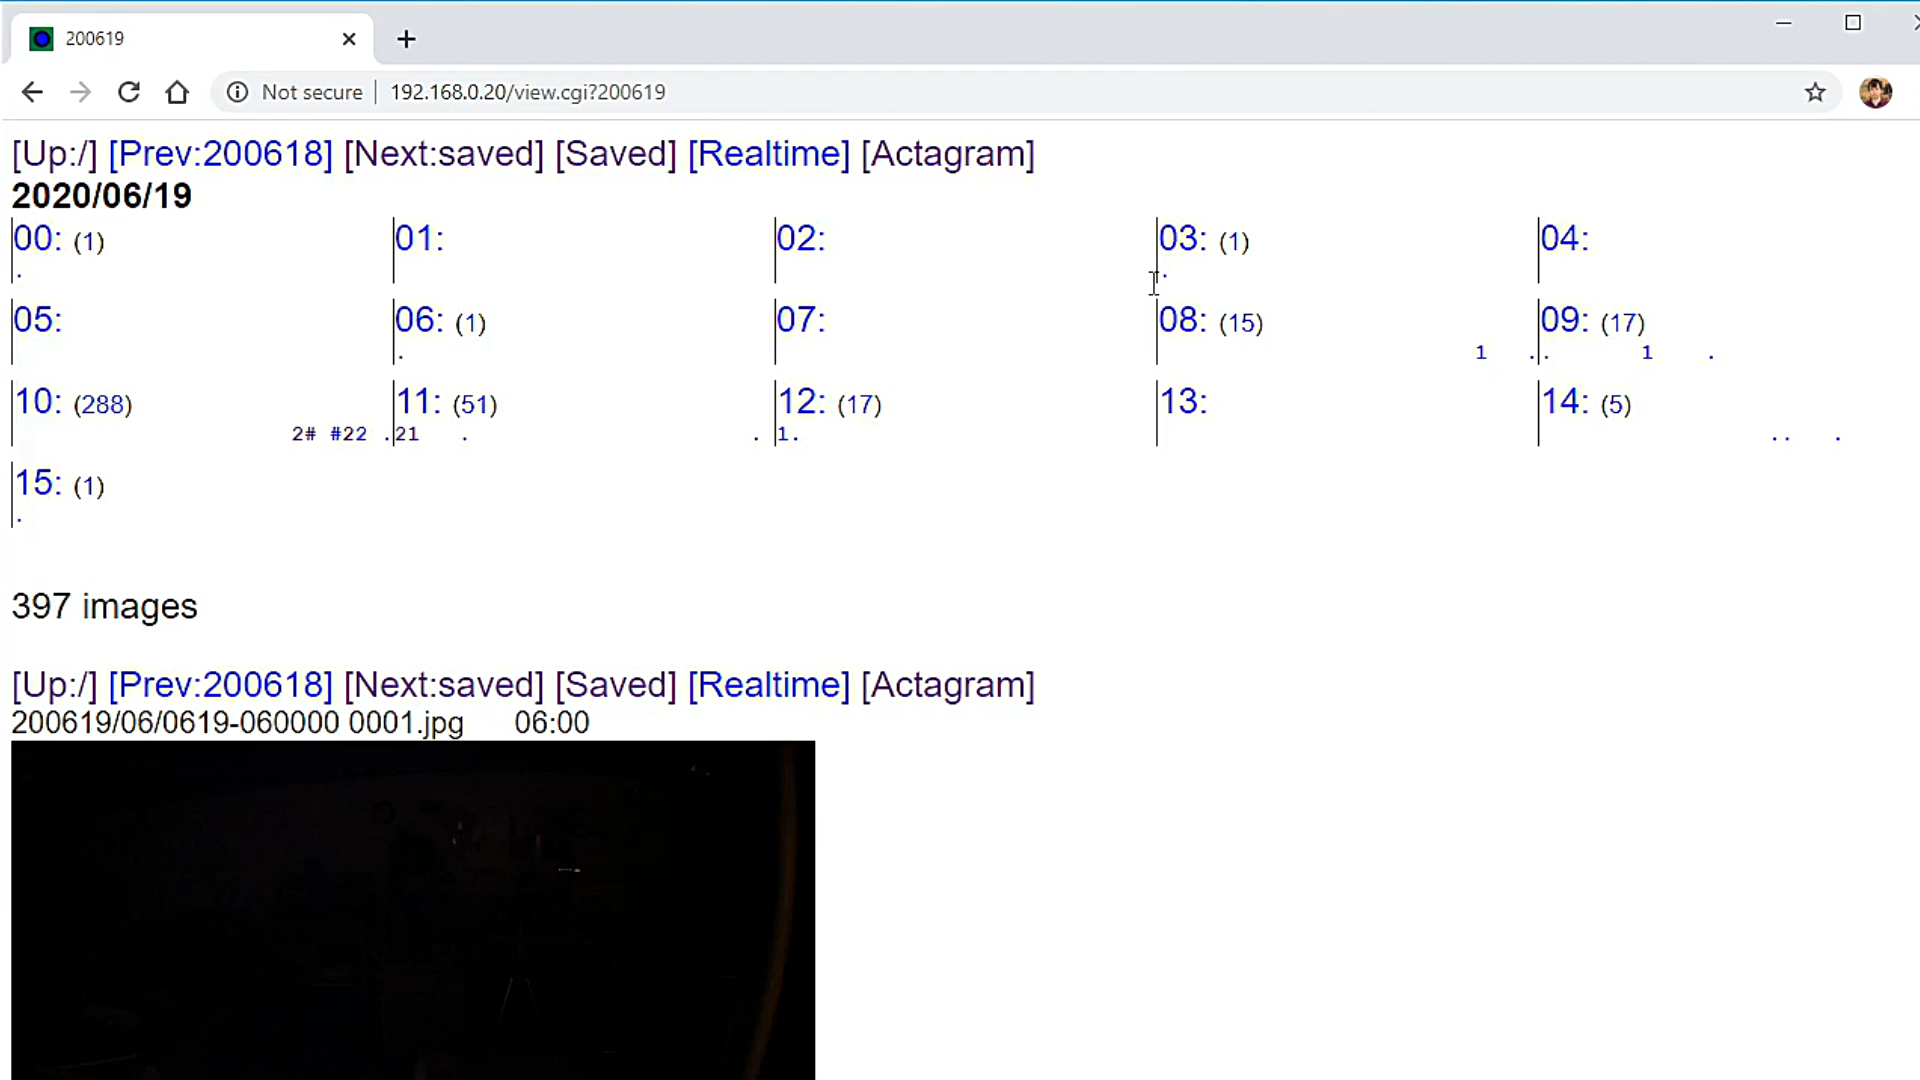 200619
Not secure | 192.168.0.20/view.cgi?200619
[Up:/] [Prev:200618] [Next:saved] [Saved] [Realtime] [Actagram]
2020/06/19
00: (1) 01: 02: 03: (1) 04:
. .
05: 06: (1) 07: 08: (15) 09: (17)
. 1 . . 1 .
10: (288) 11: (51) 12: (17) 13: 14: (5)
2# #22 . 21 . . 1. .. .
15: (1)
.
397 images
[Up:/] [Prev:200618] [Next:saved] [Saved] [Realtime] [Actagram]
200619/06/0619-060000 0001.jpg 06:00